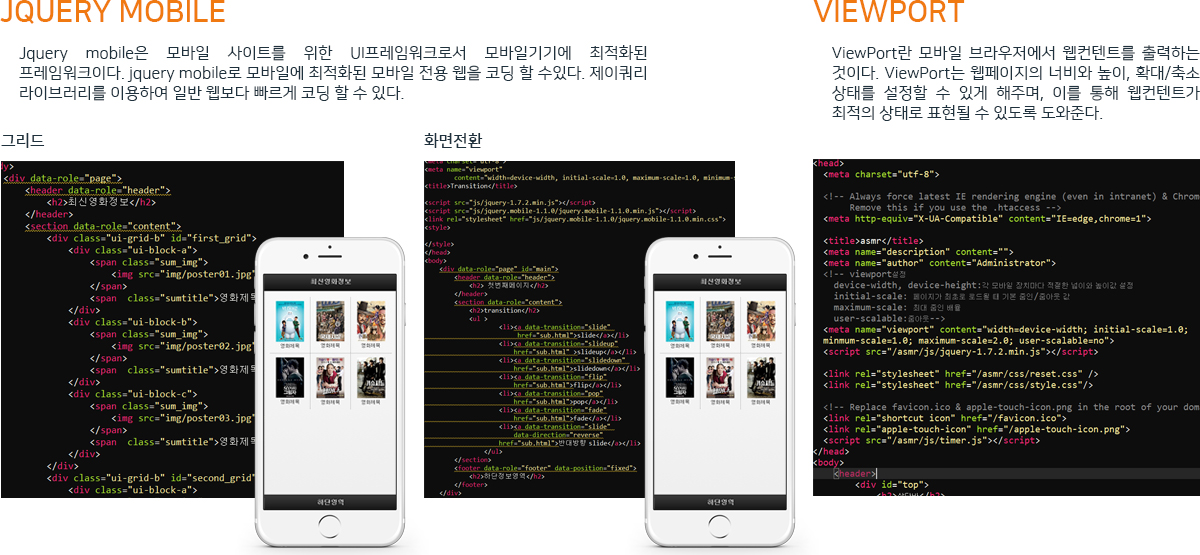 JQUERY MOBILE
Jquery mobile은 모바일 사이트를 위한 UI프레임워크로서 모바일기기에 최적화된
프레임워크이다. jquery mobile로 모바일에 최적화된 모바일 전용 웹을 코딩 할 수있다. 제이쿼리
라이브러리를 이용하여 일반 웹보다 빠르게 코딩 할 수 있다.
그리드
dy>
<div data-role="page">
<header data-role="header">
<h2>최신영화정보</h2>
</header>
<section data-role="content">
<div class="ui-grid-b" id="first_grid">
<div class="ui-block-a">
<span class="sum_img">
<img src="img/poster01.jpg"
</span>
<span  class="sumtitle">영화제목
</div>
<div class="ui-block-b">
<span class="sum_img">
<img src="img/poster02.jpg"
</span>
<span  class="sumtitle">영화제목
</div>
<div class="ui-block-c">
<span class="sum_img">
<img src="img/poster03.jpg"
</span>
<span  class="sumtitle">영화제목
</div>
</div>
<div class="ui-grid-b" id="second_grid"
<div class="ui-block-a">
최신영화정보
영화제목 영화제목 영화제목
영화제목 영화제목 영화제목
하단영역
화면전환
<meta charset="utf-8">
<meta name="viewport"
content="width=device-width, initial-scale=1.0, maximum-scale=1.0, minimum-s
<title>Transition</title>
<script src="js/jquery-1.7.2.min.js"></script>
<script src="js/jquery.mobile-1.1.0/jquery.mobile-1.1.0.min.js"></script>
<link rel="stylesheet" href="js/jquery.mobile-1.1.0/jquery.mobile-1.1.0.min.css">
<style>
</style>
</head>
<body>
<div data-role="page" id="main">
<header data-role="header">
<h2> 첫번째페이지</h2>
</header>
<section data-role="content">
<h2>transition</h2>
<ul >
<li><a data-transition="slide"
href="sub.html">slide</a></li>
<li><a data-transition="slideup"
href="sub.html" >slideup</a></li>
<li><a data-transition="slidedown"
href="sub.html">slidedown</a></li>
<li><a data-transition="flip"
href="sub.html">flip</a></li>
<li><a data-transition="pop"
href="sub.html">pop</a></li>
<li><a data-transition="fade"
href="sub.html">fade</a></li>
<li><a data-transition="slide"
data-direction="reverse"
href="sub.html">반대방향 slide</a></li>
</ul>
</section>
<footer data-role="footer" data-position="fixed">
<h2>하단정보영역</h2>
</footer>
</div>
최신영화정보
영화제목 영화제목 영화제목
영화제목 영화제목 영화제목
하단영역
VIEWPORT
ViewPort란 모바일 브라우저에서 웹컨텐트를 출력하는
것이다. ViewPort는 웹페이지의 너비와 높이, 확대/축소
상태를 설정할 수 있게 해주며, 이를 통해 웹컨텐트가
최적의 상태로 표현될 수 있도록 도와준다.
<head>
<meta charset="utf-8">
<!-- Always force latest IE rendering engine (even in intranet) & Chrom
Remove this if you use the .htaccess -->
<meta http-equiv="X-UA-Compatible" content="IE=edge,chrome=1">
<title>asmr</title>
<meta name="description" content="">
<meta name="author" content="Administrator">
<!-- viewport설정
device-width, device-height:각 모바일 장치마다 적절한 넓이와 높이값 설정
initial-scale: 페이지가 최초로 로드될 때 기본 줌인/줌아웃 값
maximum-scale: 최대 줌인 배율
user-scalable:줌아웃-->
<meta name="viewport" content="width=device-width; initial-scale=1.0;
minmum-scale=1.0; maximum-scale=2.0; user-scalable=no">
<script src="/asmr/js/jquery-1.7.2.min.js"></script>
<link rel="stylesheet" href="/asmr/css/reset.css" />
<link rel="stylesheet" href="/asmr/css/style.css"/>
<!-- Replace favicon.ico & apple-touch-icon.png in the root of your dom
<link rel="shortcut icon" href="/favicon.ico">
<link rel="apple-touch-icon" href="/apple-touch-icon.png">
<script src="/asmr/js/timer.js"></script>
</head>
<body>
<header>
<div id="top">